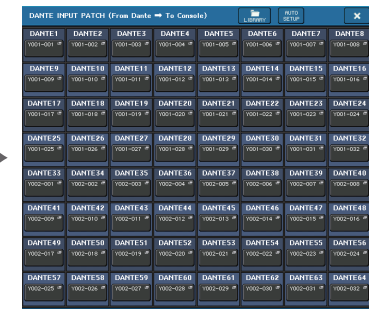 DANTE INPUT PATCH (From Dante ➡ To Console) LIBRARY AUTO SETUP ×
DANTE1 DANTE2 DANTE3 DANTE4 DANTE5 DANTE6 DANTE7 DANTE8
Y001-001 Y001-002 Y001-003 Y001-004 Y001-005 Y001-006 Y001-007 Y001-008
DANTE9 DANTE10 DANTE11 DANTE12 DANTE13 DANTE14 DANTE15 DANTE16
Y001-009 Y001-010 Y001-011 Y001-012 Y001-013 Y001-014 Y001-015 Y001-016
DANTE17 DANTE18 DANTE19 DANTE20 DANTE21 DANTE22 DANTE23 DANTE24
Y001-017 Y001-018 Y001-019 Y001-020 Y001-021 Y001-022 Y001-023 Y001-024
DANTE25 DANTE26 DANTE27 DANTE28 DANTE29 DANTE30 DANTE31 DANTE32
Y001-025 Y001-026 Y001-027 Y001-028 Y001-029 Y001-030 Y001-031 Y001-032
DANTE33 DANTE34 DANTE35 DANTE36 DANTE37 DANTE38 DANTE39 DANTE40
Y002-001 Y002-002 Y002-003 Y002-004 Y002-005 Y002-006 Y002-007 Y002-008
DANTE41 DANTE42 DANTE43 DANTE44 DANTE45 DANTE46 DANTE47 DANTE48
Y002-009 Y002-010 Y002-011 Y002-012 Y002-013 Y002-014 Y002-015 Y002-016
DANTE49 DANTE50 DANTE51 DANTE52 DANTE53 DANTE54 DANTE55 DANTE56
Y002-017 Y002-018 Y002-019 Y002-020 Y002-021 Y002-022 Y002-023 Y002-024
DANTE57 DANTE58 DANTE59 DANTE60 DANTE61 DANTE62 DANTE63 DANTE64
Y002-025 Y002-026 Y002-027 Y002-028 Y002-029 Y002-030 Y002-031 Y002-032